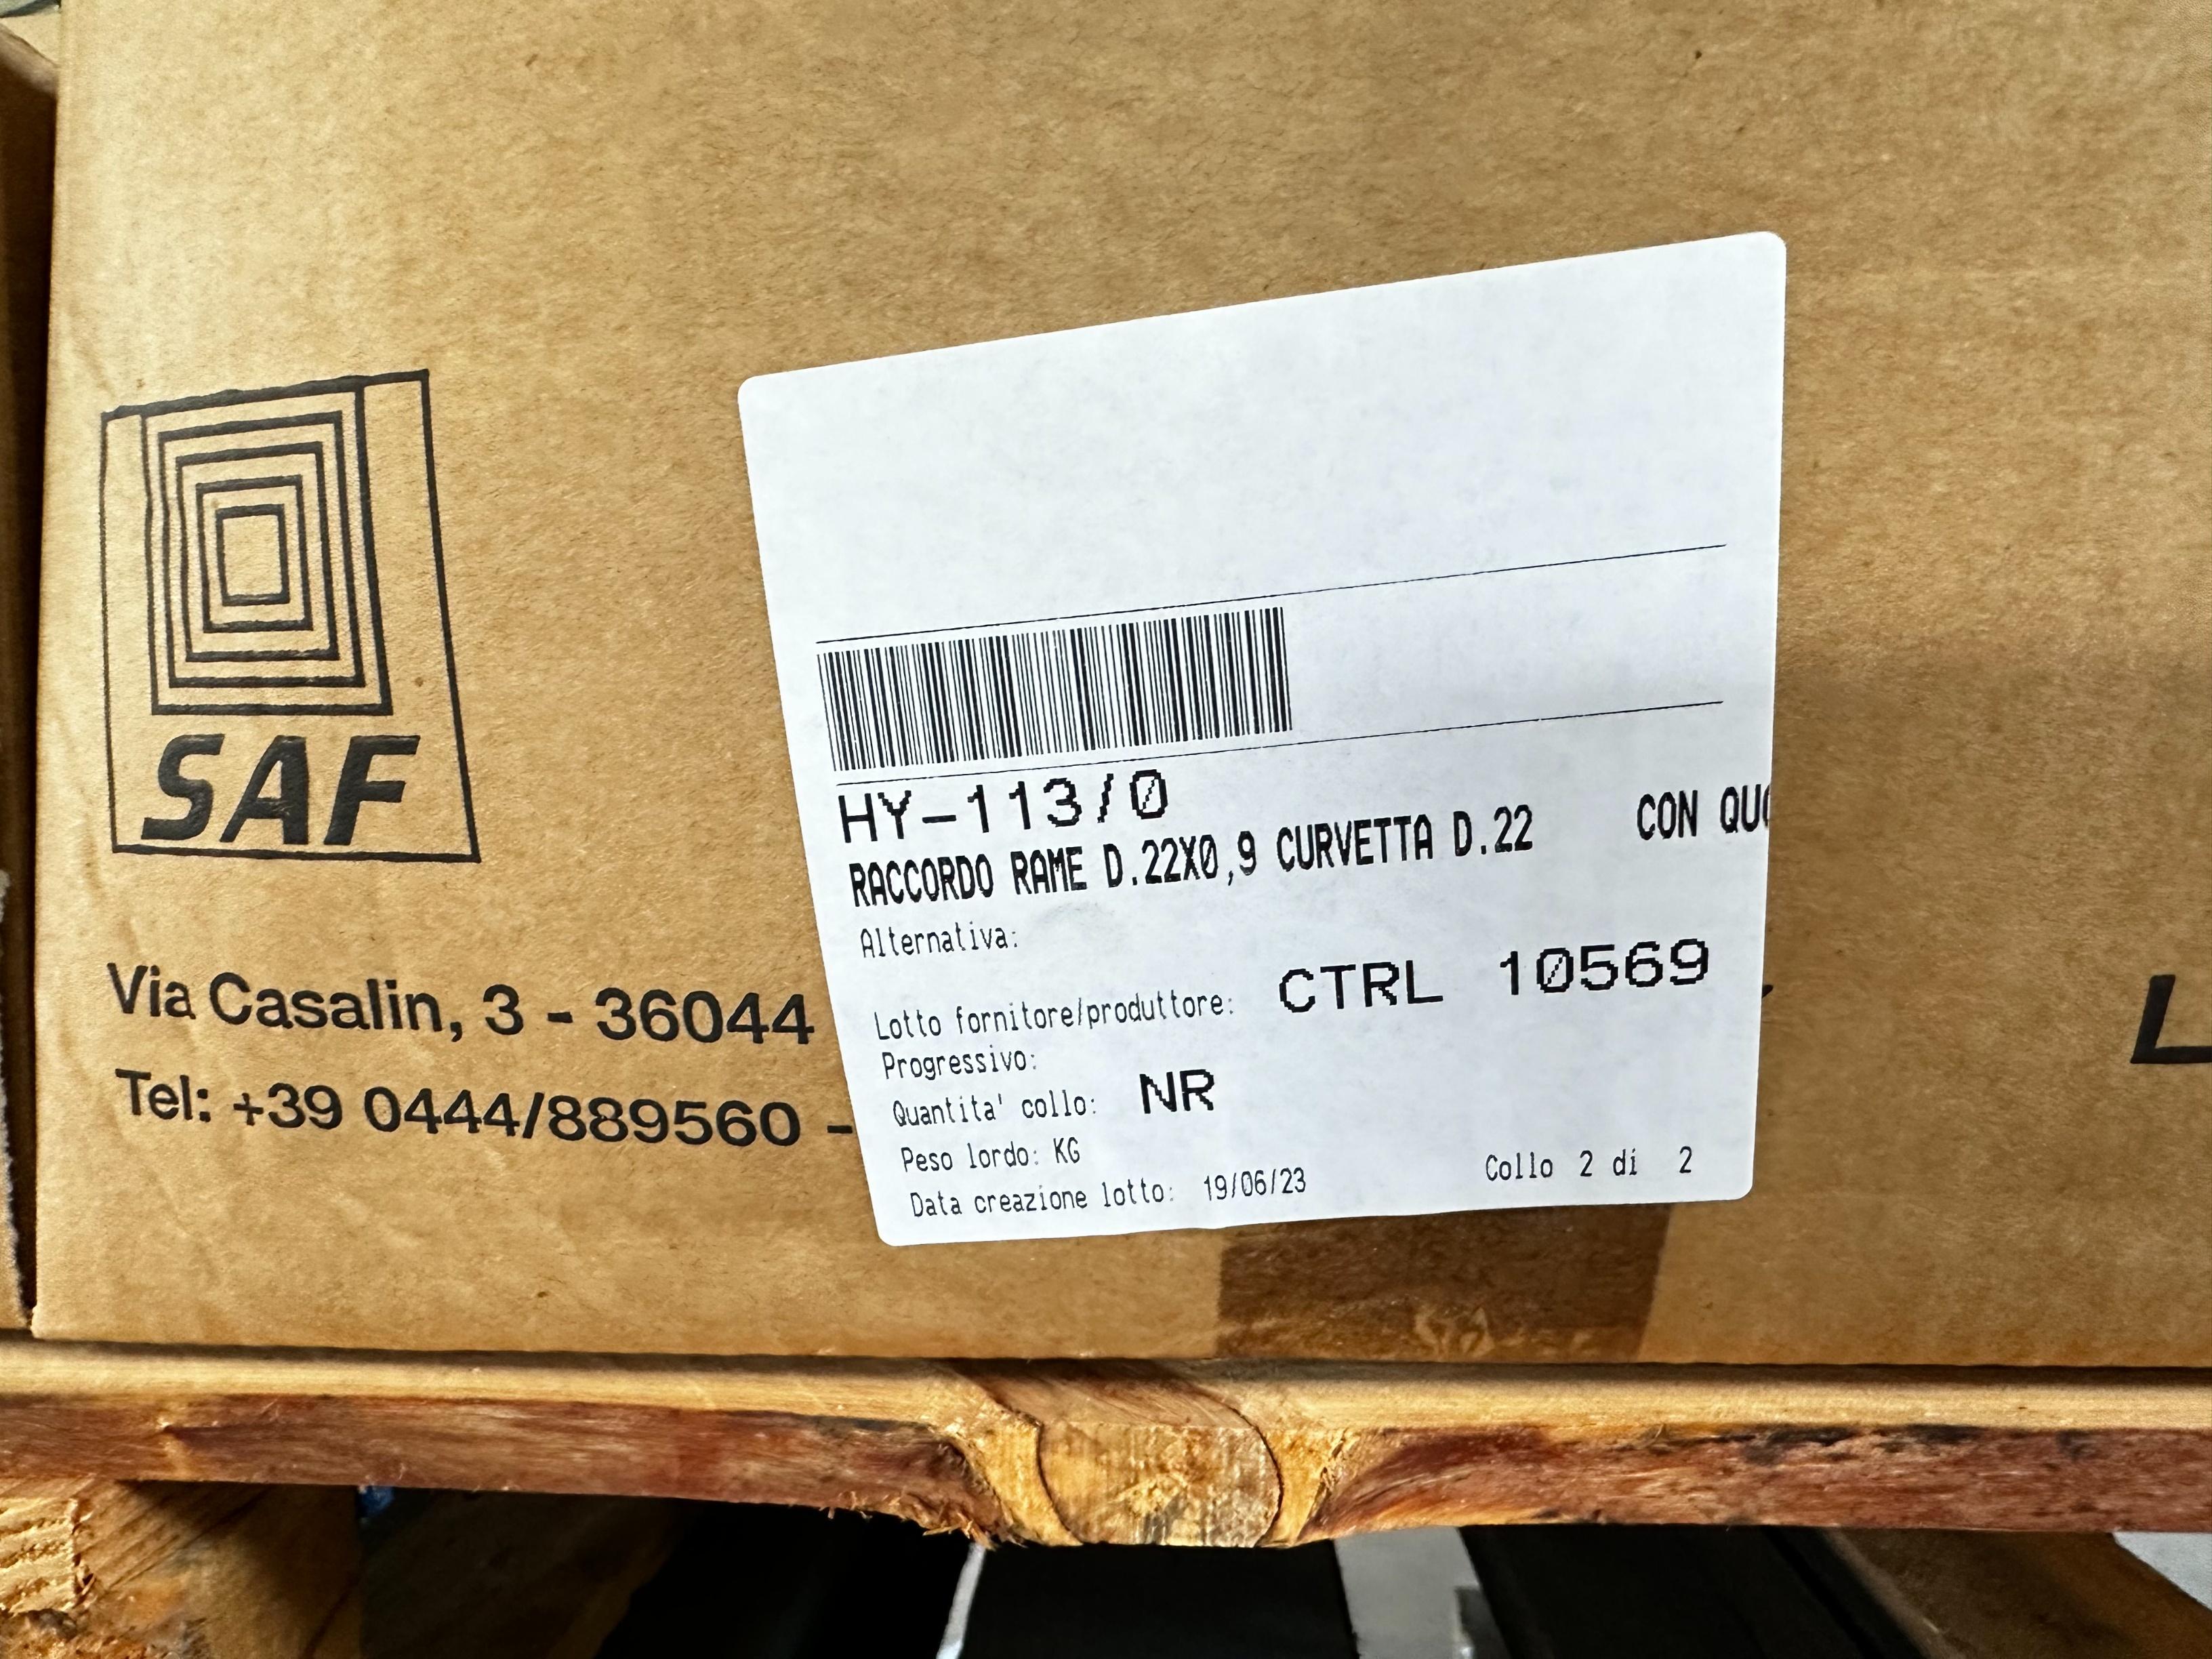 SAF
Via Casalin, 3 - 36044
Tel: +39 0444/889560 -
HY-113/0
RACCORDO RAME D.22X0,9 CURVETTA D.22 CON
Alternativa:
Lotto fornitore/produttore: CTRL 10569
Progressivo:
Quantita' collo: NR
Peso lordo: KG
Data creazione lotto: 19/06/23 Collo 2 di 2